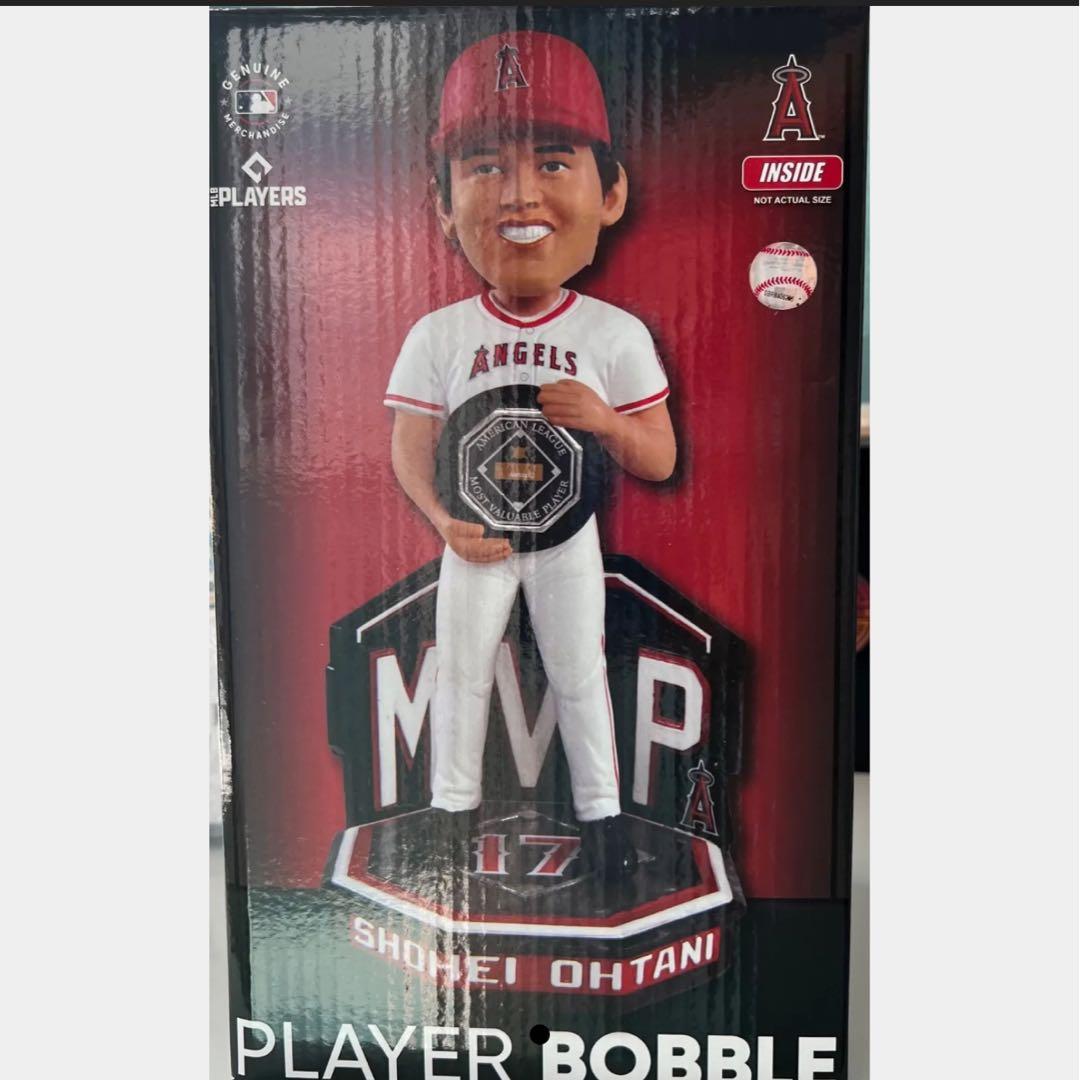 GENUINE
MERCHANDISE
MLB PLAYERS
A
INSIDE
NOT ACTUAL SIZE
A
ANGELS
AMERICAN LEAGUE
MOST VALUABLE PLAYER
MVP
A
17
SHOHEI OHTANI
PLAYER BOBBLE